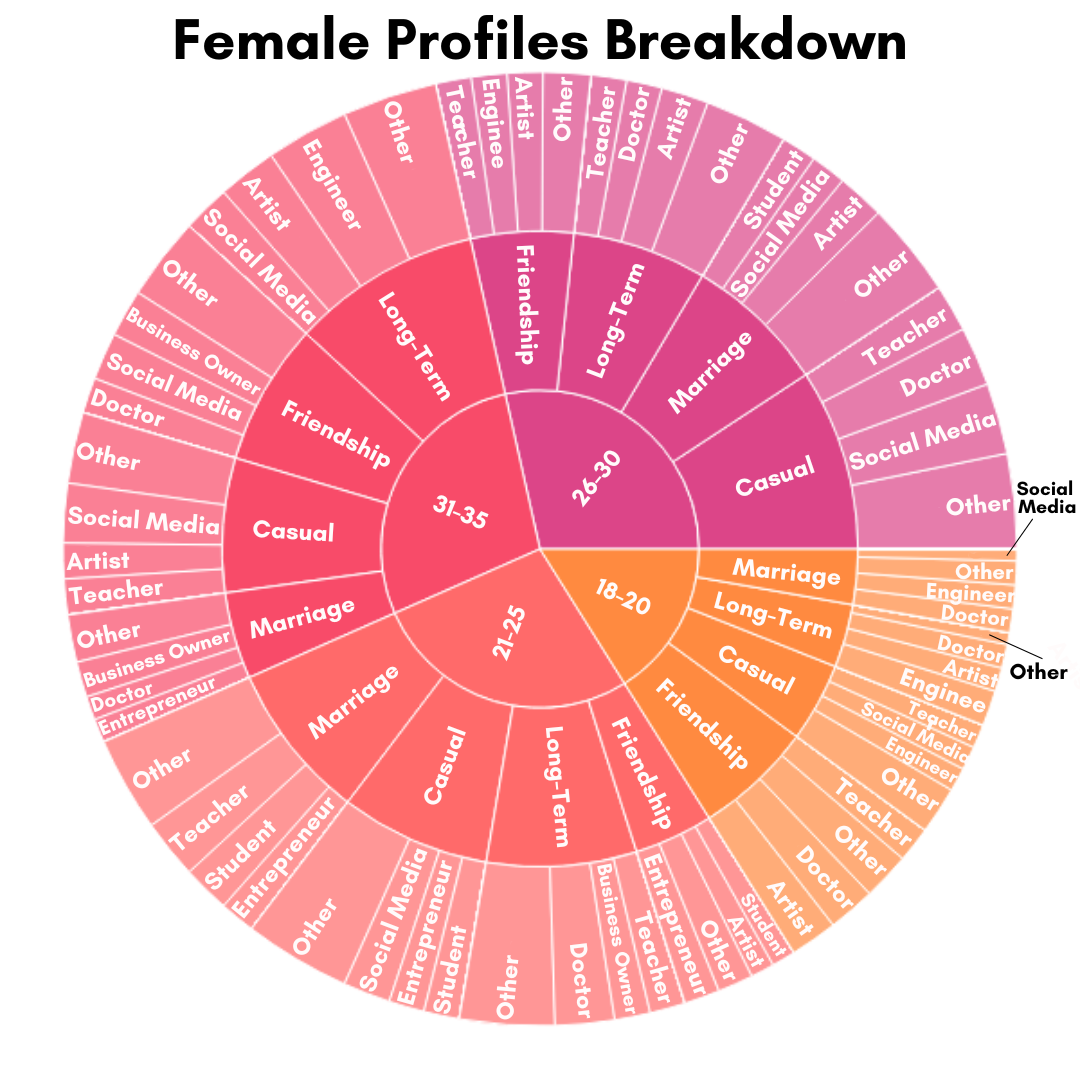 Female Profiles Breakdown
26-30
Friendship
Teacher
Enginee
Artist
Other
Long-Term
Teacher
Doctor
Artist
Other
Marriage
Student
Social Media
Artist
Other
Casual
Teacher
Doctor
Social Media
Other
18-20
Marriage
Social
Media
Other
Engineer
Doctor
Long-Term
Other
Doctor
Artist
Enginee
Casual
Teacher
Social Media
Engineer
Other
Friendship
Teacher
Other
Doctor
Artist
21-25
Friendship
Student
Artist
Other
Entrepreneur
Long-Term
Teacher
Business Owner
Doctor
Other
Casual
Student
Entrepreneur
Social Media
Other
Marriage
Entrepreneur
Student
Teacher
Other
31-35
Marriage
Entrepreneur
Doctor
Business Owner
Other
Casual
Teacher
Artist
Social Media
Other
Friendship
Doctor
Social Media
Business Owner
Other
Long-Term
Social Media
Artist
Engineer
Other